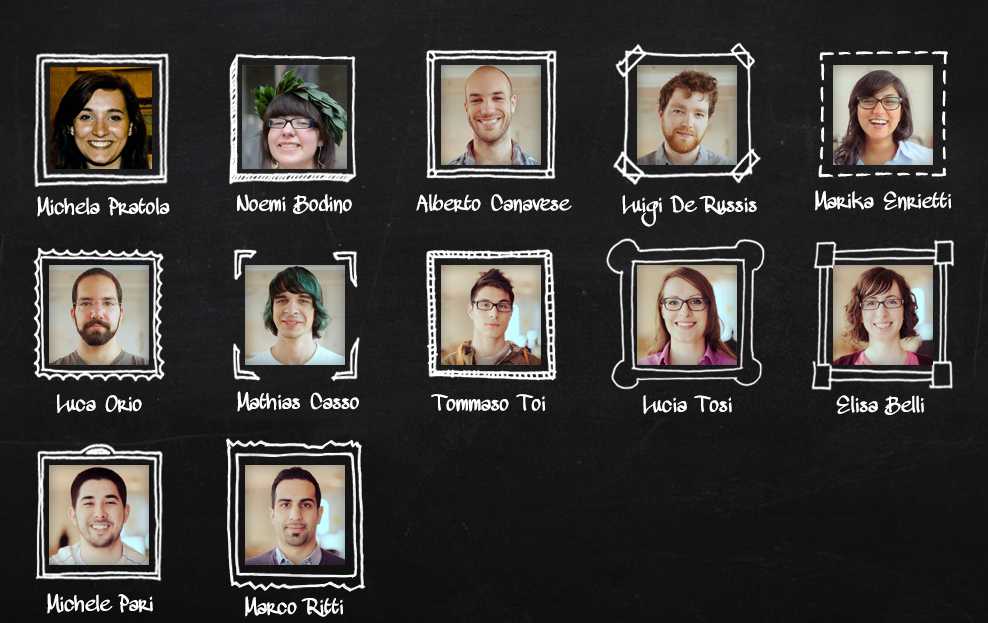 Michela Pratola
Noemi Bodino
Alberto Canavese
Luigi De Russis
Marika Enrietti
Luca Orio
Mathias Casso
Tommaso Toi
Lucia Tosi
Elisa Belli
Michele Pari
Marco Ritti